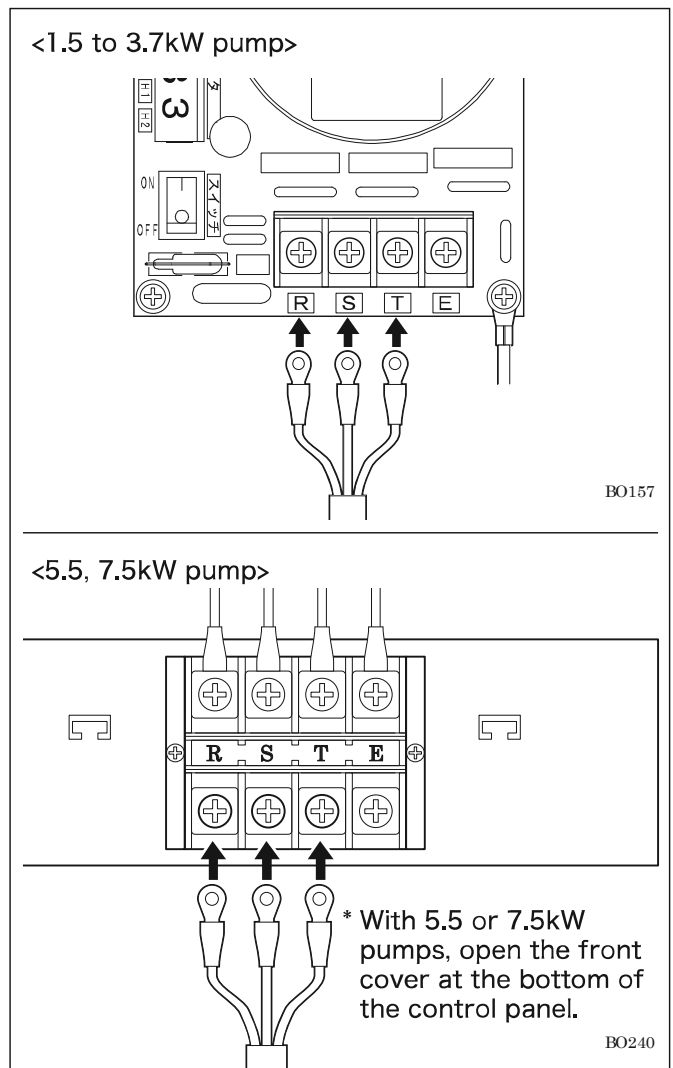 <1.5 to 3.7kW pump>
H1
H2
3
タ
ON
OFF
スイッチ
R S T E
BO157
<5.5, 7.5kW pump>
R S T E
* With 5.5 or 7.5kW
pumps, open the front
cover at the bottom of
the control panel.
BO240